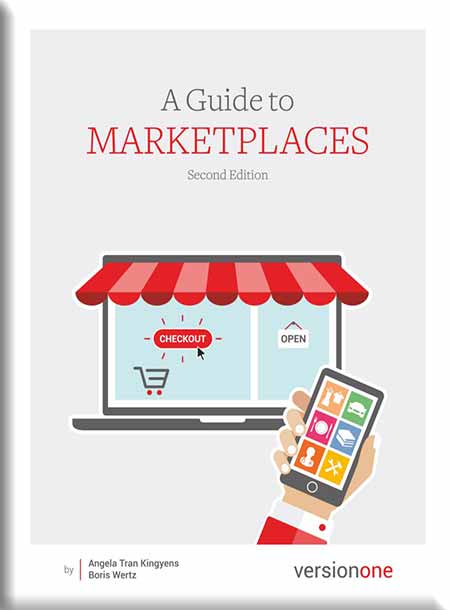 A Guide to
MARKETPLACES
Second Edition
CHECKOUT
OPEN
by
Angela Tran Kingyens
Boris Wertz
versionone